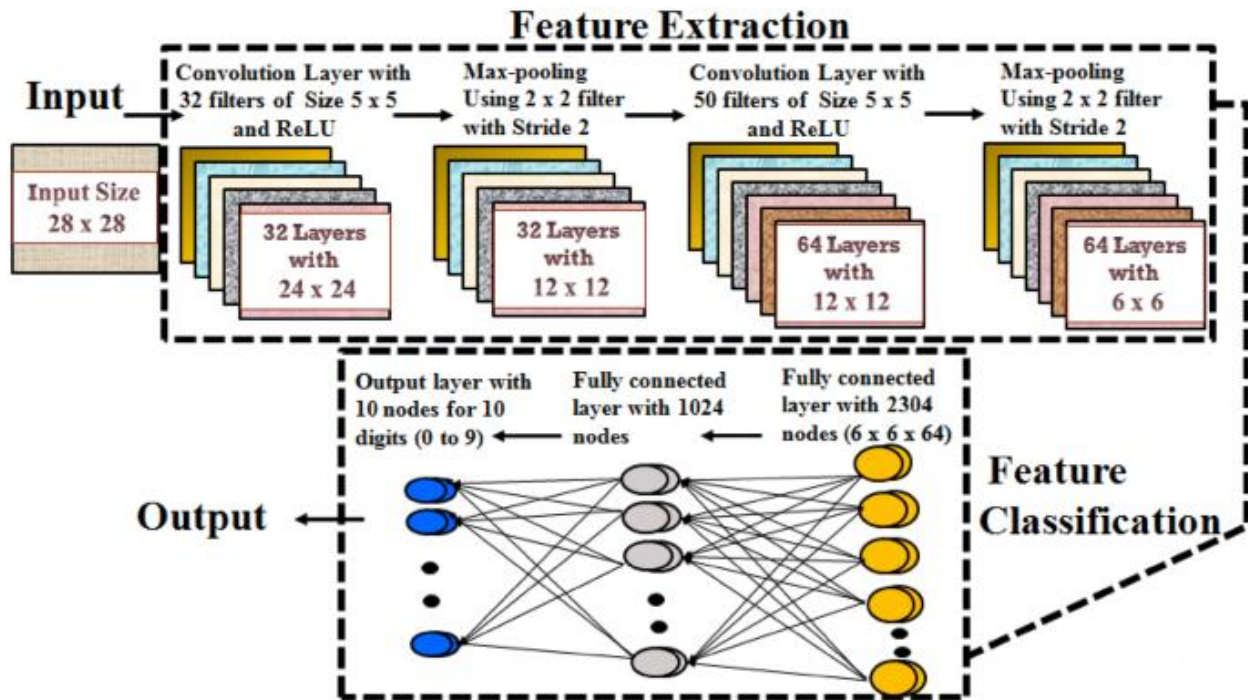 Feature Extraction
Input
Convolution Layer with
32 filters of Size 5 x 5
and ReLU
Max-pooling
Using 2 x 2 filter
with Stride 2
Convolution Layer with
50 filters of Size 5 x 5
and ReLU
Max-pooling
Using 2 x 2 filter
with Stride 2
Input Size
28 x 28
32 Layers
with
24 x 24
32 Layers
with
12 x 12
64 Layers
with
12 x 12
64 Layers
with
6 x 6
Output layer with
10 nodes for 10
digits (0 to 9)
Fully connected
layer with 1024
nodes
Fully connected
layer with 2304
nodes (6 x 6 x 64)
Feature
Classification
Output